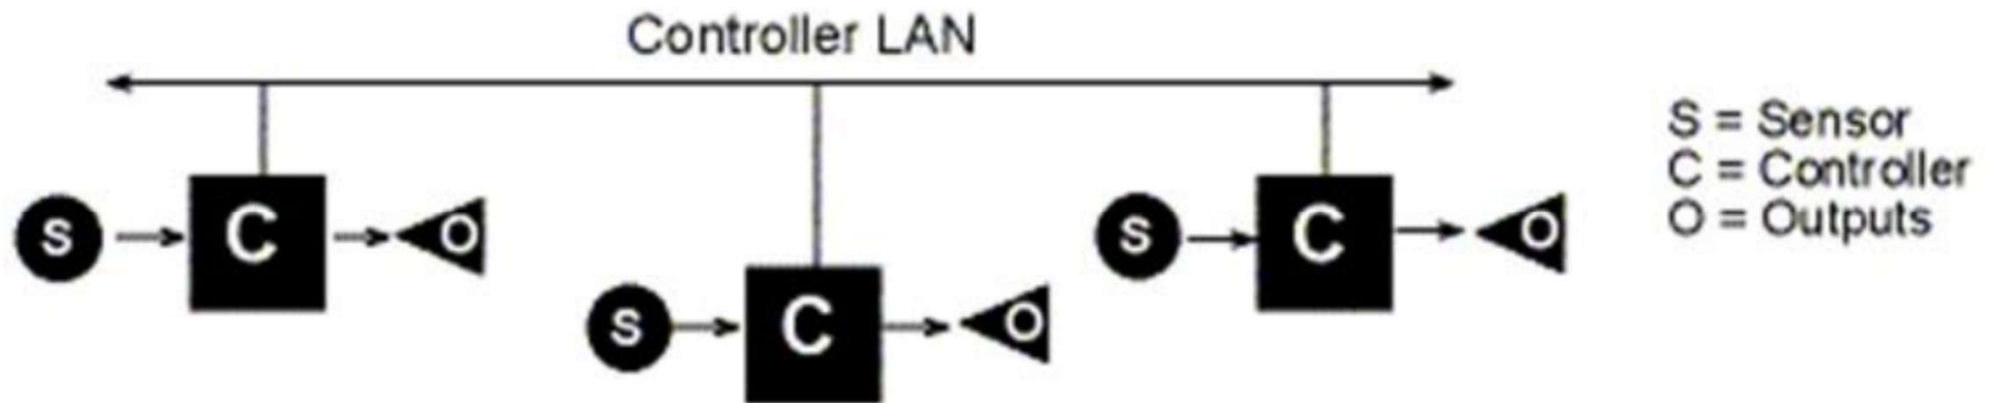 Controller LAN
S = Sensor
C = Controller
O = Outputs
S
C
O
S
C
O
S
C
O